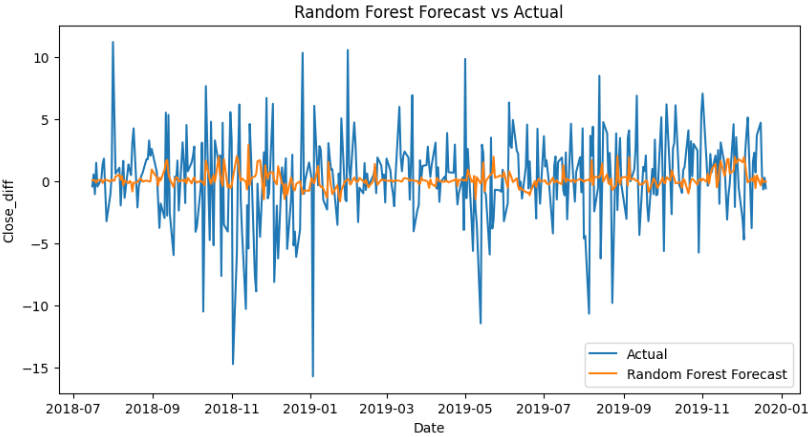 Random Forest Forecast vs Actual
Close_diff
10
5
0
−5
−10
−15
Actual
Random Forest Forecast
2018-07 2018-09 2018-11 2019-01 2019-03 2019-05 2019-07 2019-09 2019-11 2020-01
Date